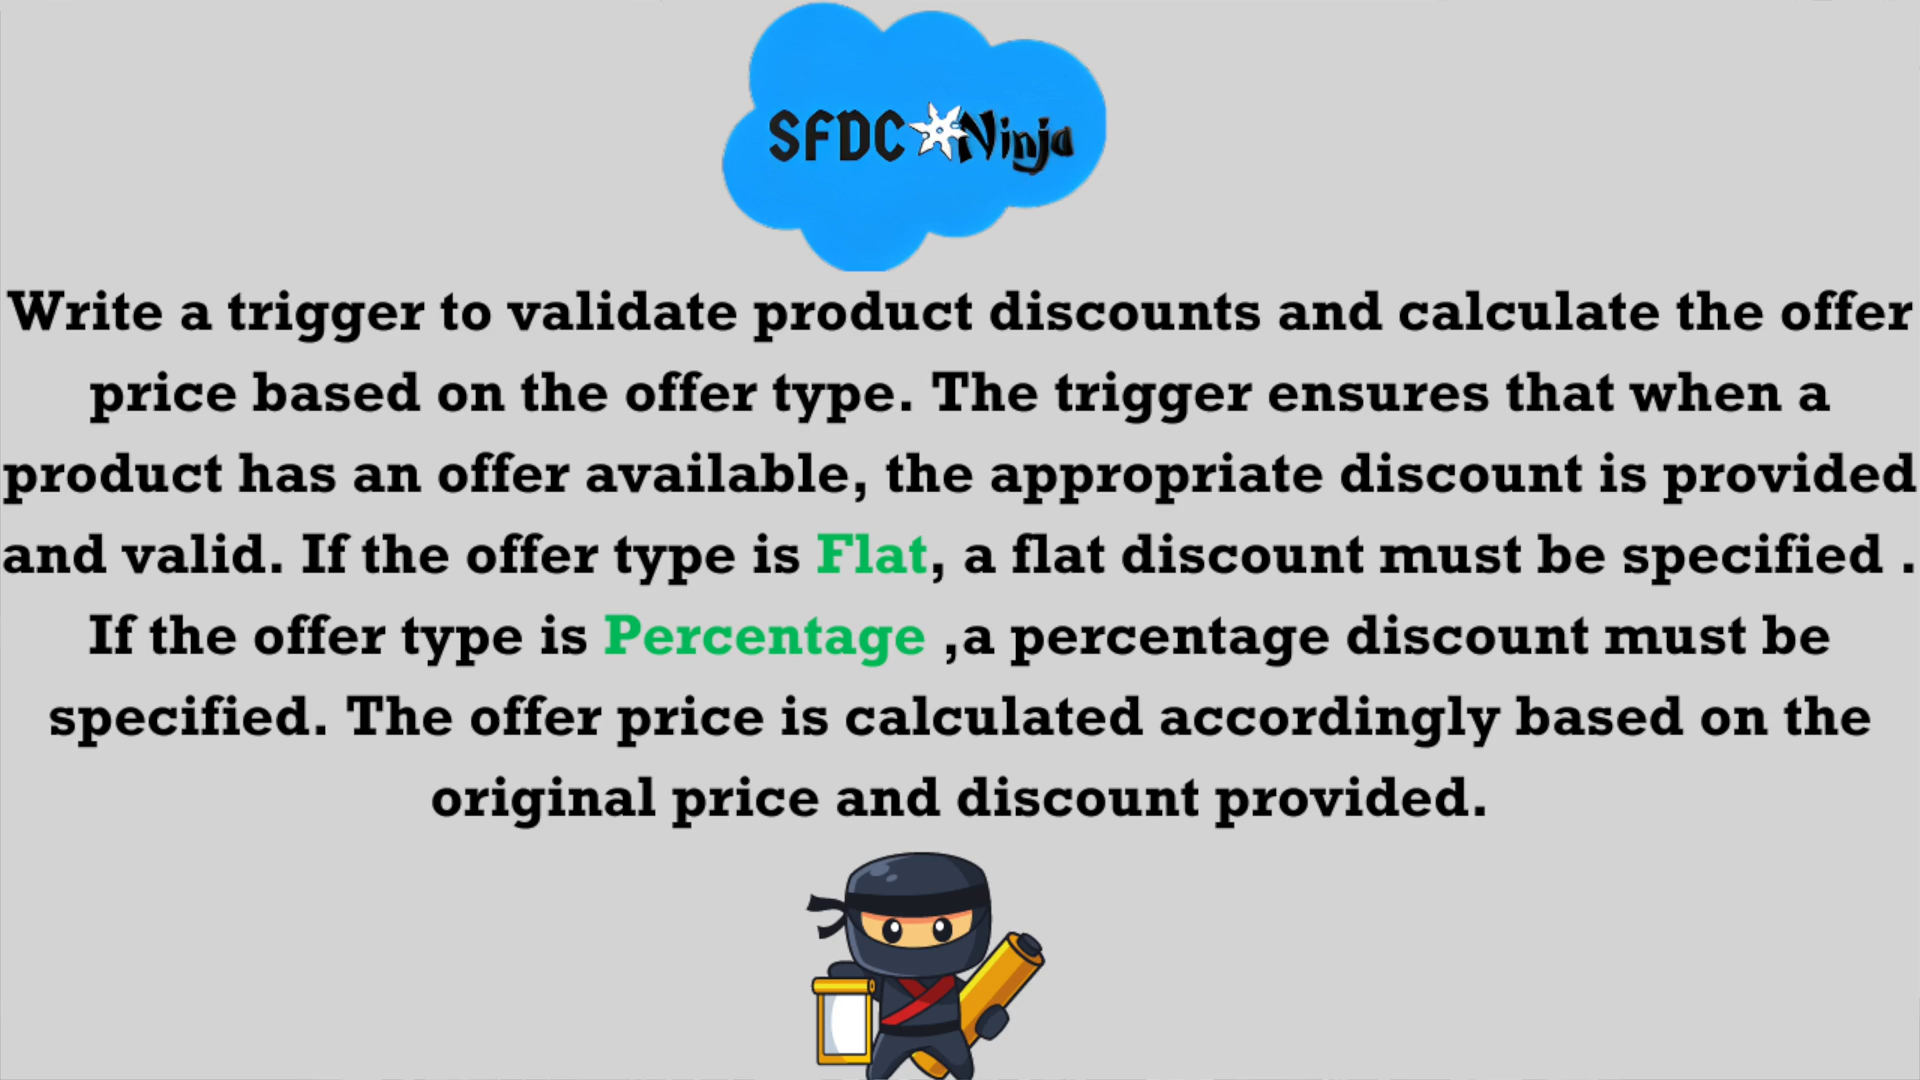 SFDC Ninja
Write a trigger to validate product discounts and calculate the offer
price based on the offer type. The trigger ensures that when a
product has an offer available, the appropriate discount is provided
and valid. If the offer type is Flat, a flat discount must be specified .
If the offer type is Percentage ,a percentage discount must be
specified. The offer price is calculated accordingly based on the
original price and discount provided.